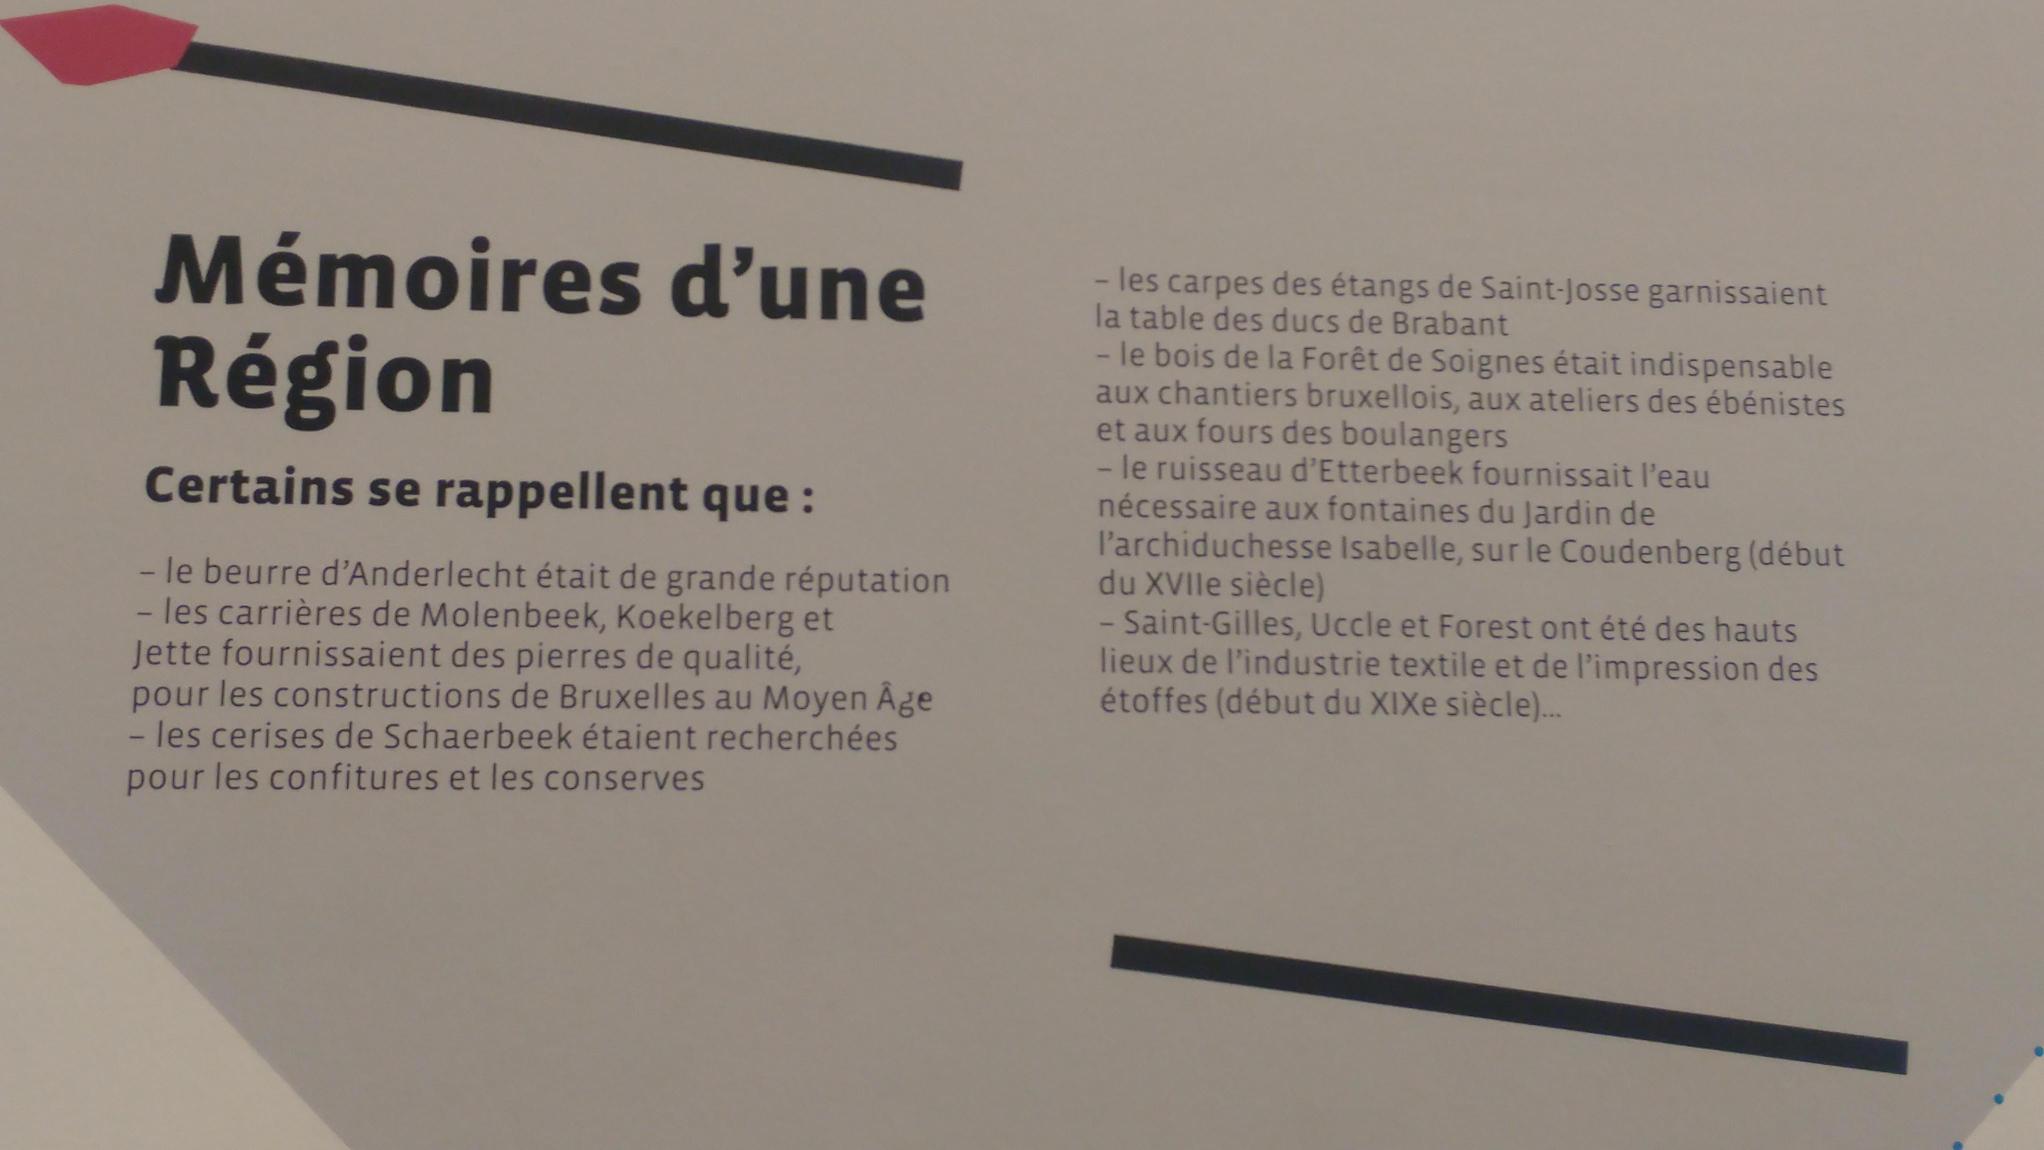 Mémoires d’une
Région
Certains se rappellent que :
– le beurre d’Anderlecht était de grande réputation
– les carrières de Molenbeek, Koekelberg et
Jette fournissaient des pierres de qualité,
pour les constructions de Bruxelles au Moyen Âge
– les cerises de Schaerbeek étaient recherchées
pour les confitures et les conserves
– les carpes des étangs de Saint-Josse garnissaient
la table des ducs de Brabant
– le bois de la Forêt de Soignes était indispensable
aux chantiers bruxellois, aux ateliers des ébénistes
et aux fours des boulangers
– le ruisseau d’Etterbeek fournissait l’eau
nécessaire aux fontaines du Jardin de
l’archiduchesse Isabelle, sur le Coudenberg (début
du XVIIe siècle)
– Saint-Gilles, Uccle et Forest ont été des hauts
lieux de l’industrie textile et de l’impression des
étoffes (début du XIXe siècle)...